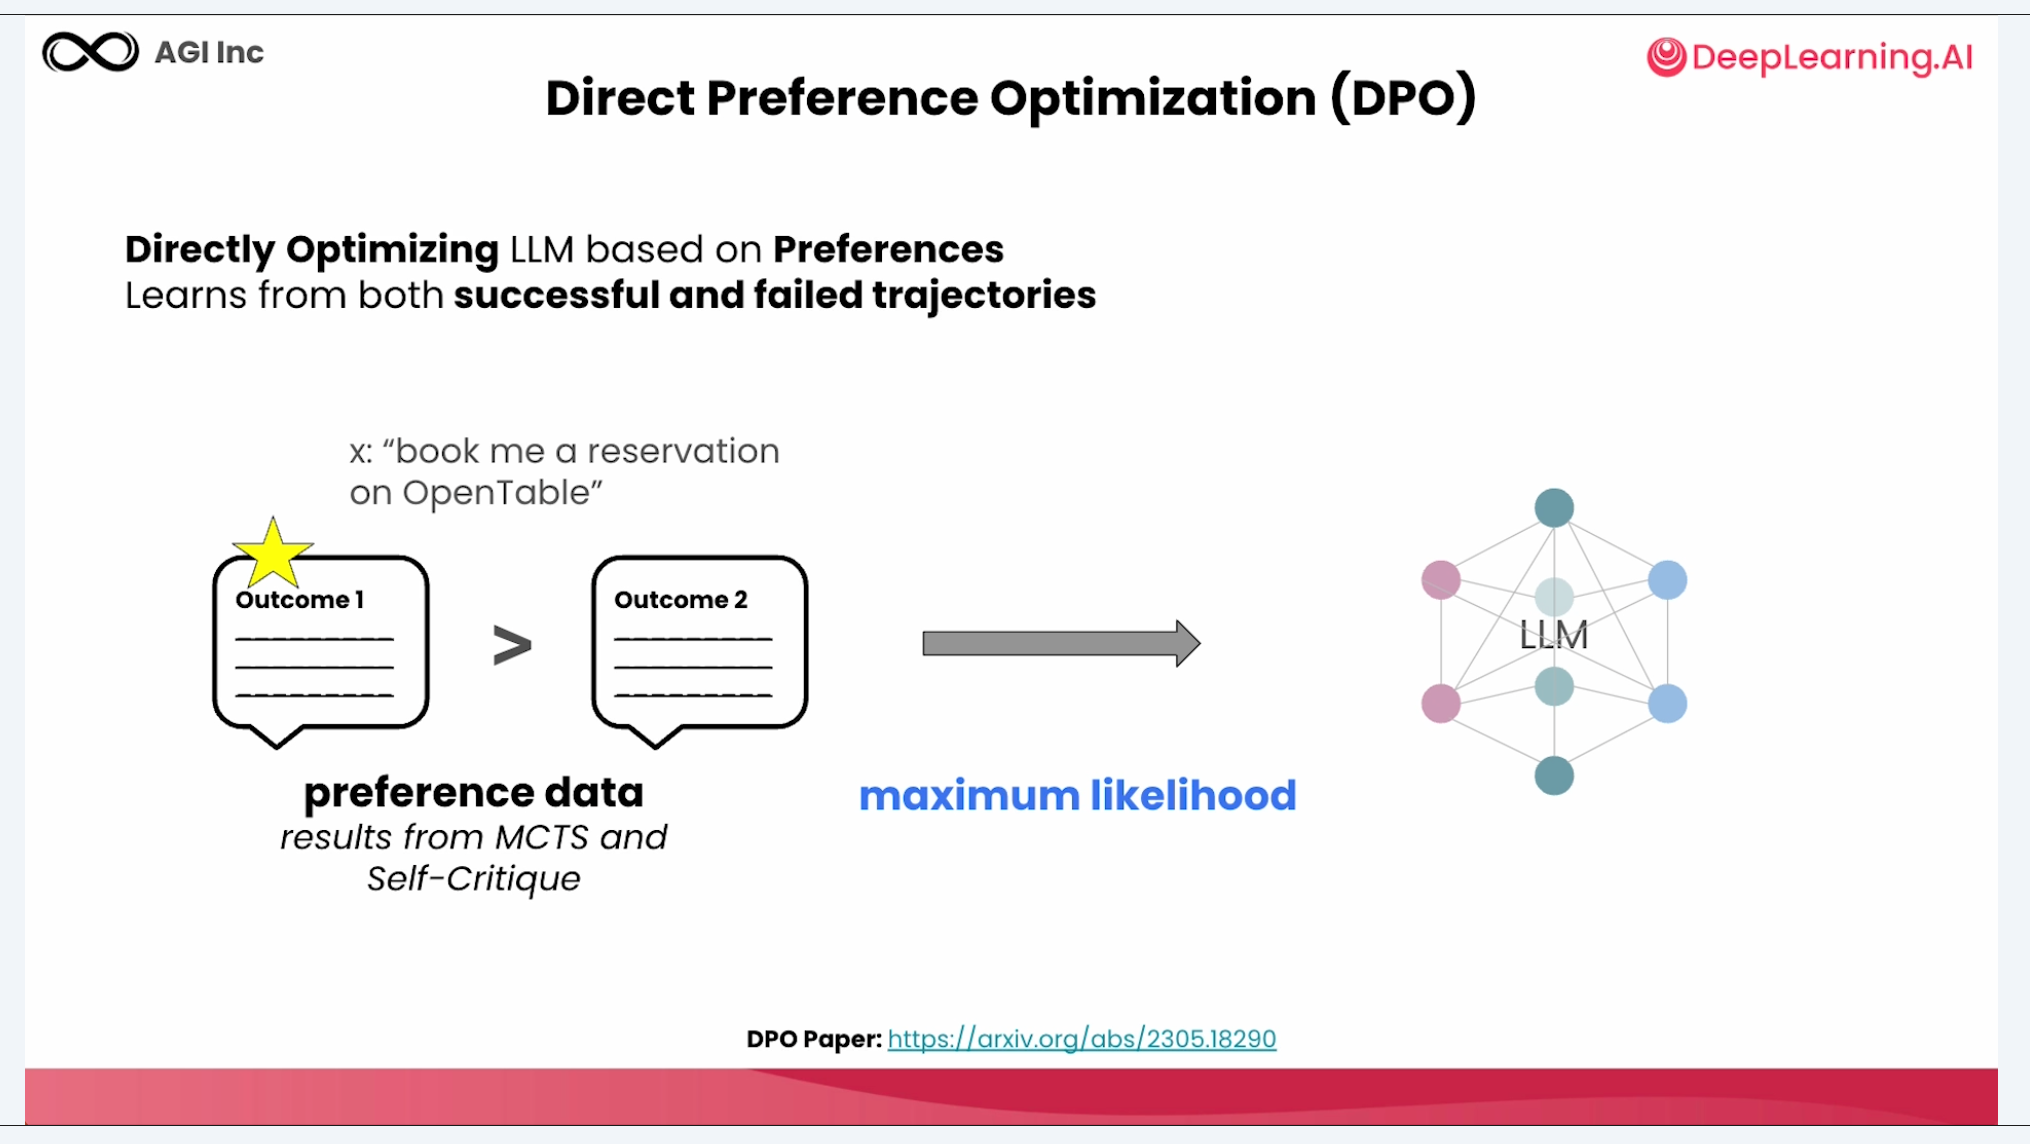 AGI Inc
DeepLearning.AI
Direct Preference Optimization (DPO)
Directly Optimizing LLM based on Preferences
Learns from both successful and failed trajectories
x: “book me a reservation
on OpenTable”
Outcome 1
>
Outcome 2
LLM
preference data
results from MCTS and
Self-Critique
maximum likelihood
DPO Paper: https://arxiv.org/abs/2305.18290